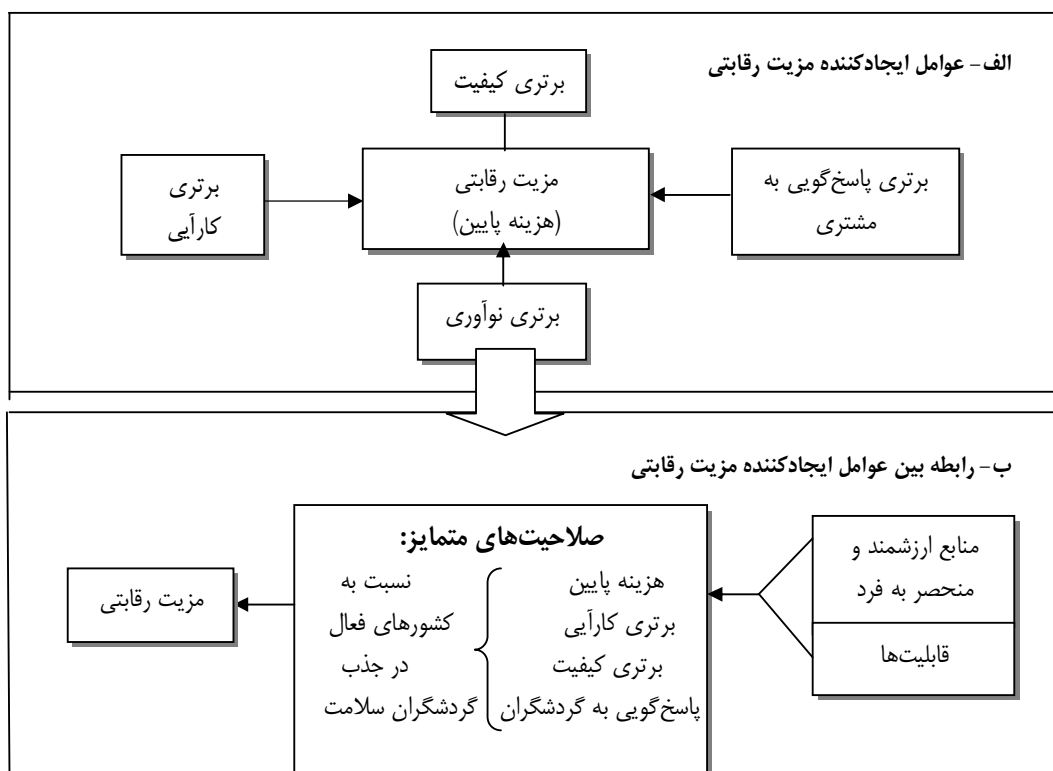 الف- عوامل ایجادکننده مزیت رقابتی
برتری کیفیت
برتری پاسخ‌گویی به
مشتری
مزیت رقابتی
(هزینه پایین)
برتری
کارآیی
برتری نوآوری
ب- رابطه بین عوامل ایجادکننده مزیت رقابتی
منابع ارزشمند و
منحصر به فرد
قابلیت‌ها
صلاحیت‌های متمایز:
هزینه پایین
برتری کارآیی
برتری کیفیت
پاسخ‌گویی به گردشگران
نسبت به
کشورهای فعال
در جذب
گردشگران سلامت
مزیت رقابتی